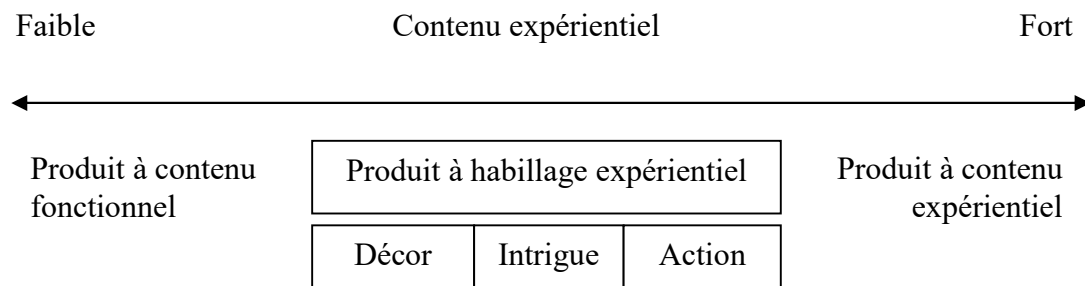 Faible Contenu expérientiel Fort
Produit à contenu
fonctionnel
Produit à habillage expérientiel
Produit à contenu
expérientiel
Décor Intrigue Action